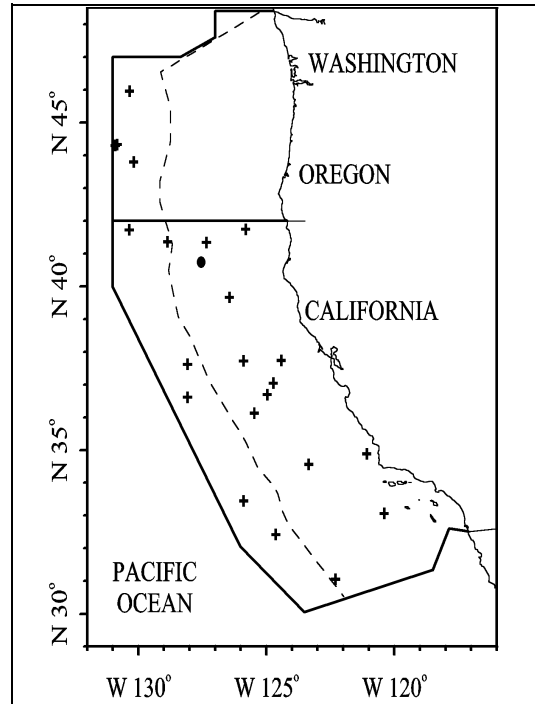 WASHINGTON
N 45°
OREGON
N 40°
CALIFORNIA
N 35°
PACIFIC
OCEAN
N 30°
W 130°
W 125°
W 120°